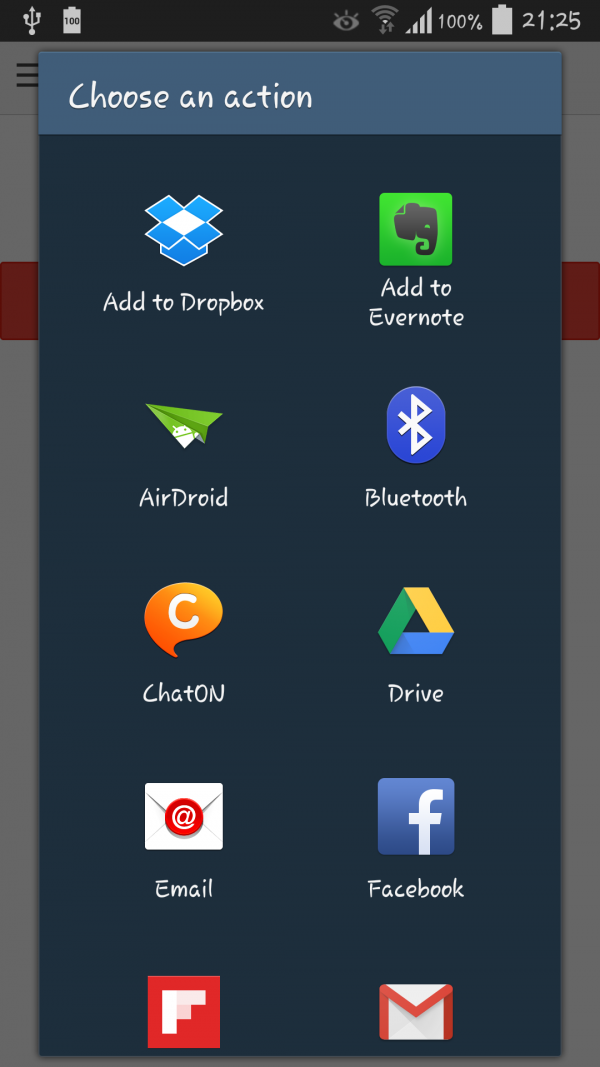 100
100%
21:25
Choose an action
Add to Dropbox
Add to
Evernote
AirDroid
Bluetooth
C
ChatON
Drive
@
f
Email
Facebook
F